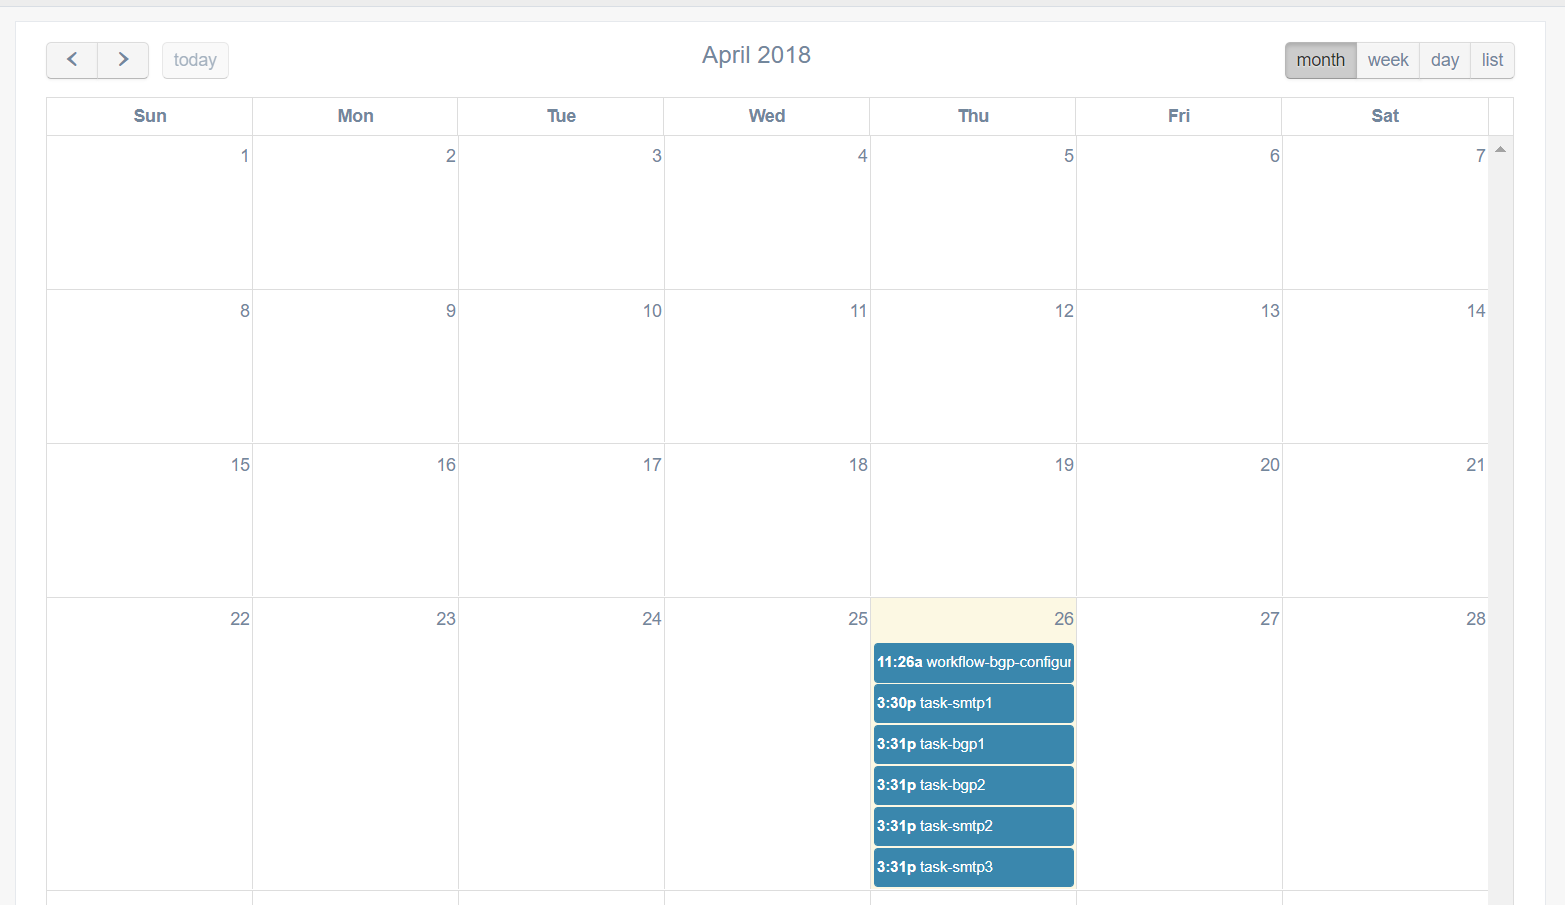 today
April 2018
month week day list
Sun Mon Tue Wed Thu Fri Sat
1 2 3 4 5 6 7
8 9 10 11 12 13 14
15 16 17 18 19 20 21
22 23 24 25 26 27 28
11:26a workflow-bgp-configur
3:30p task-smtp1
3:31p task-bgp1
3:31p task-bgp2
3:31p task-smtp2
3:31p task-smtp3